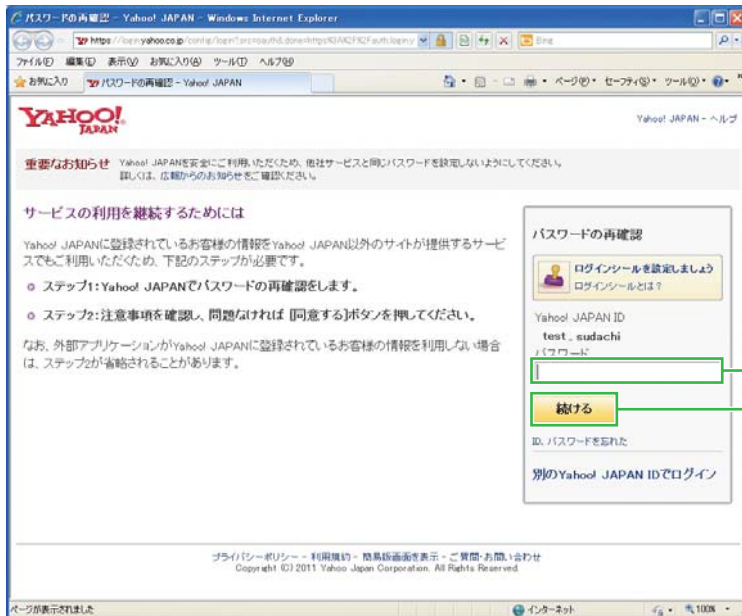 パスワードの再確認 - Yahoo! JAPAN - Windows Internet Explorer
Bing
ファイル(F) 編集(E) 表示(V) お気に入り(A) ツール(T) ヘルプ(H)
お気に入り パスワードの再確認 - Yahoo! JAPAN ページ(P) セーフティ(S) ツール(O)
YAHOO! JAPAN
Yahoo! JAPAN - ヘルプ
重要なお知らせ Yahoo! JAPANを安全にご利用いただくため、他社サービスと同じパスワードを設定しないようにしてください。
詳しくは、広報からのお知らせをご確認ください。
サービスの利用を継続するためには
Yahoo! JAPANに登録されているお客様の情報をYahoo! JAPAN以外のサイトが提供するサービ
スでもご利用いただくため、下記のステップが必要です。
ステップ1:Yahoo! JAPANでパスワードの再確認をします。
ステップ2:注意事項を確認し、問題なければ [同意する]ボタンを押してください。
なお、外部アプリケーションがYahoo! JAPANに登録されているお客様の情報を利用しない場合
は、ステップ2が省略されることがあります。
パスワードの再確認
ログインシールを設定しましょう
ログインシールとは?
Yahoo! JAPAN ID
test_sudachi
パスワード
続ける
ID、パスワードを忘れた
別のYahoo! JAPAN IDでログイン
プライバシーポリシー - 利用規約 - 簡易版画面を表示 - ご質問・お問い合わせ
Copyright (C) 2011 Yahoo Japan Corporation. All Rights Reserved.
ページが表示されました インターネット 100%